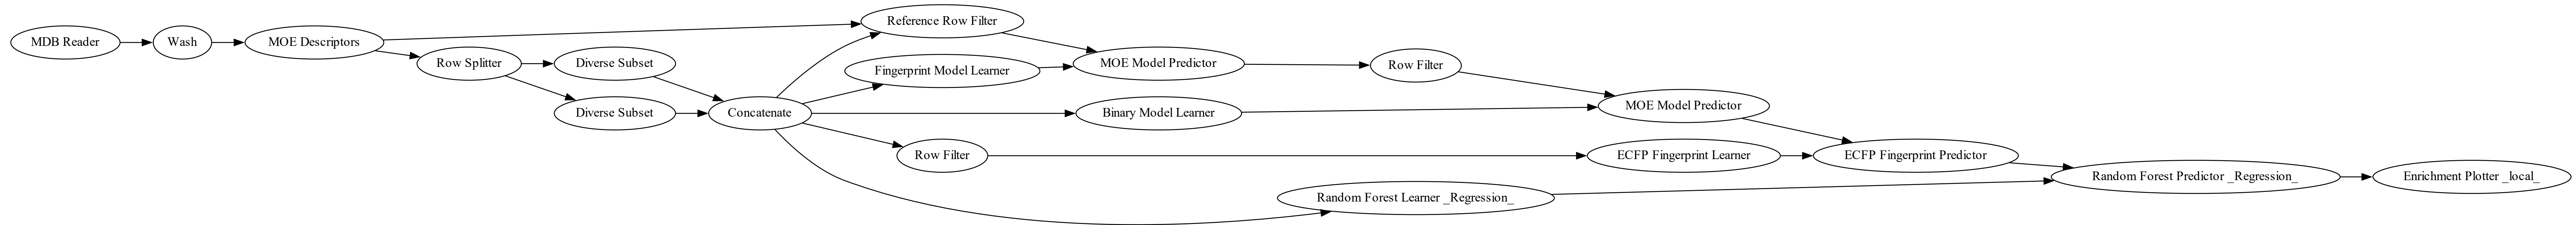 MDB Reader
Wash
MOE Descriptors
Row Splitter
Diverse Subset
Diverse Subset
Concatenate
Reference Row Filter
Fingerprint Model Learner
Row Filter
MOE Model Predictor
Binary Model Learner
Random Forest Learner _Regression_
Row Filter
MOE Model Predictor
ECFP Fingerprint Learner
ECFP Fingerprint Predictor
Random Forest Predictor _Regression_
Enrichment Plotter _local_